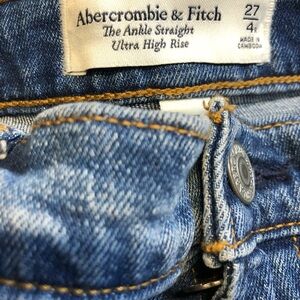 Abercrombie & Fitch
The Ankle Straight
Ultra High Rise
27
4
MADE IN
CAMBODIA